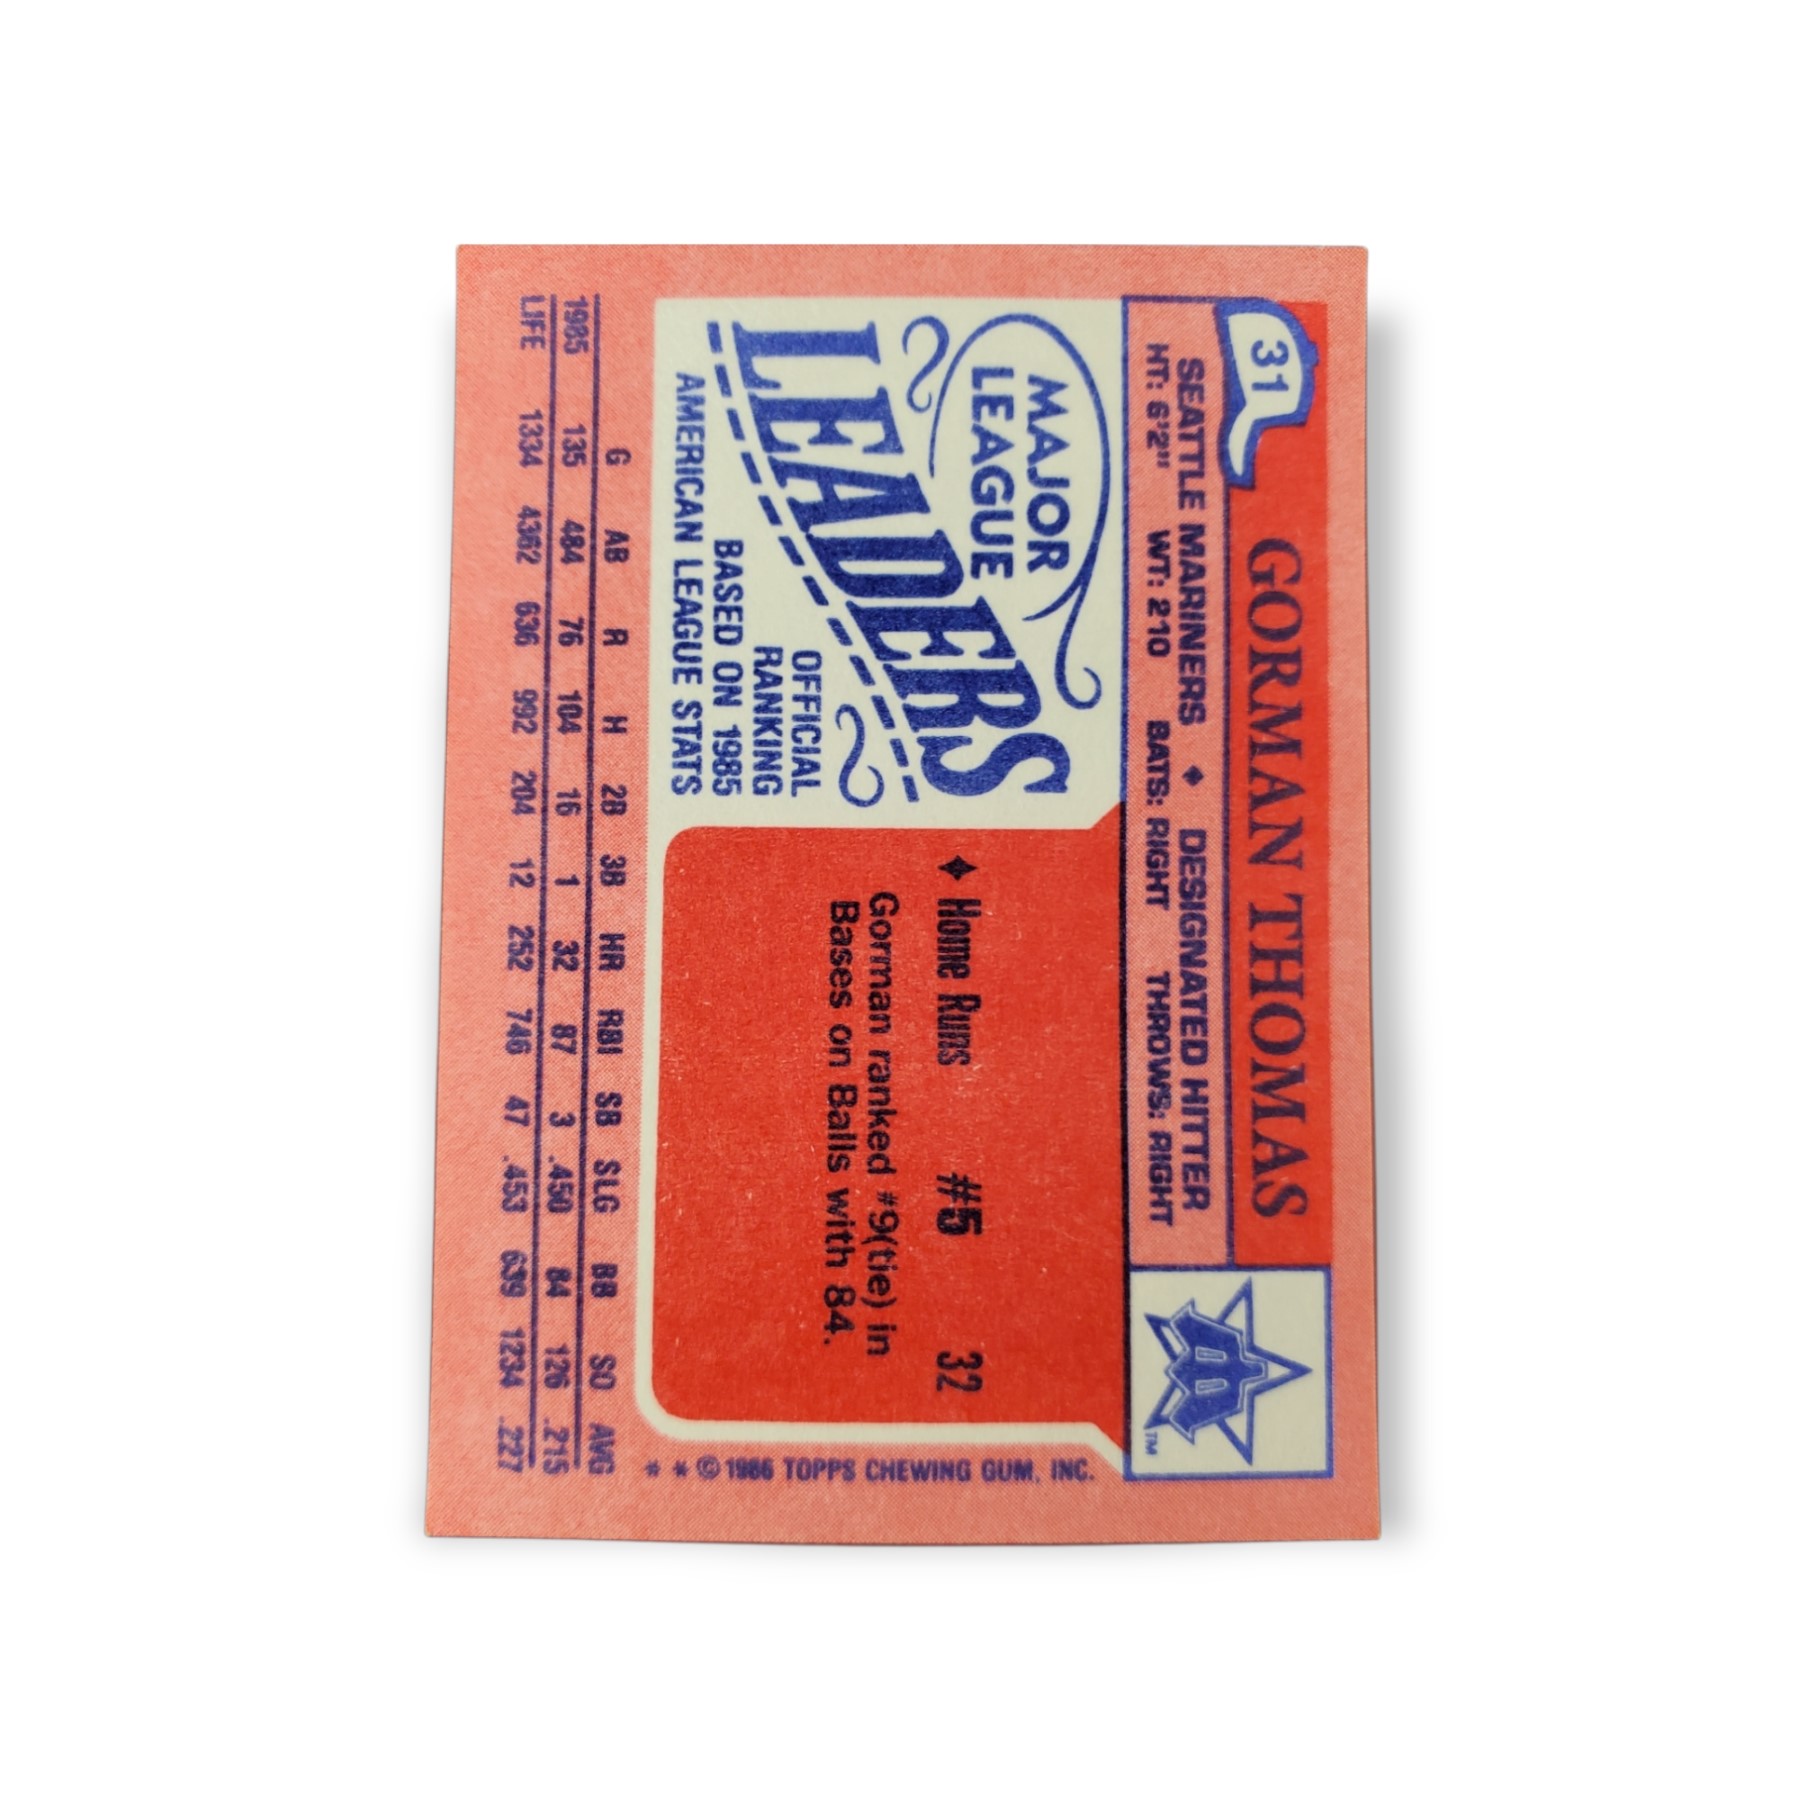 31
GORMAN THOMAS
SEATTLE MARINERS ♦ DESIGNATED HITTER
HT: 6'2" WT: 210 BATS: RIGHT THROWS: RIGHT
TM
MAJOR
LEAGUE
LEADERS
OFFICIAL
RANKING
BASED ON 1985
AMERICAN LEAGUE STATS
♦ Home Runs #5 32
Gorman ranked #9(tie) in
Bases on Balls with 84.
* * © 1986 TOPPS CHEWING GUM, INC.
G AB R H 2B 3B HR RBI SB SLG BB SO AVG
1985 135 484 76 104 16 1 32 87 3 .450 84 126 .215
LIFE 1334 4362 636 992 204 12 252 746 47 .453 639 1234 .227